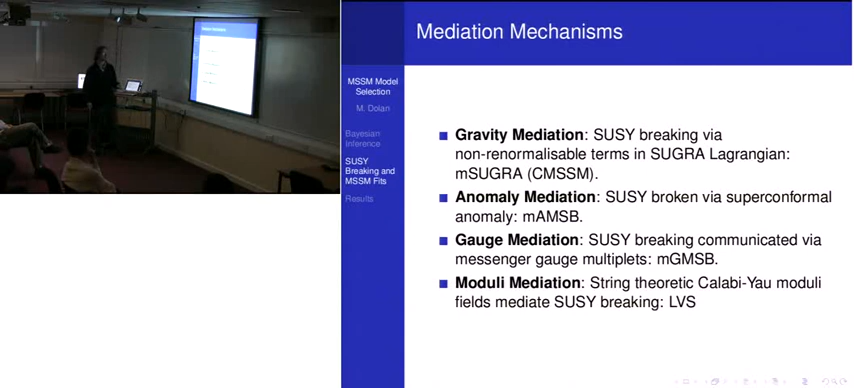 Mediation Mechanisms
MSSM Model
Selection
M. Dolan
Bayesian
Inference
SUSY
Breaking and
MSSM Fits
Results
Gravity Mediation: SUSY breaking via
non-renormalisable terms in SUGRA Lagrangian:
mSUGRA (CMSSM).
Anomaly Mediation: SUSY broken via superconformal
anomaly: mAMSB.
Gauge Mediation: SUSY breaking communicated via
messenger gauge multiplets: mGMSB.
Moduli Mediation: String theoretic Calabi-Yau moduli
fields mediate SUSY breaking: LVS